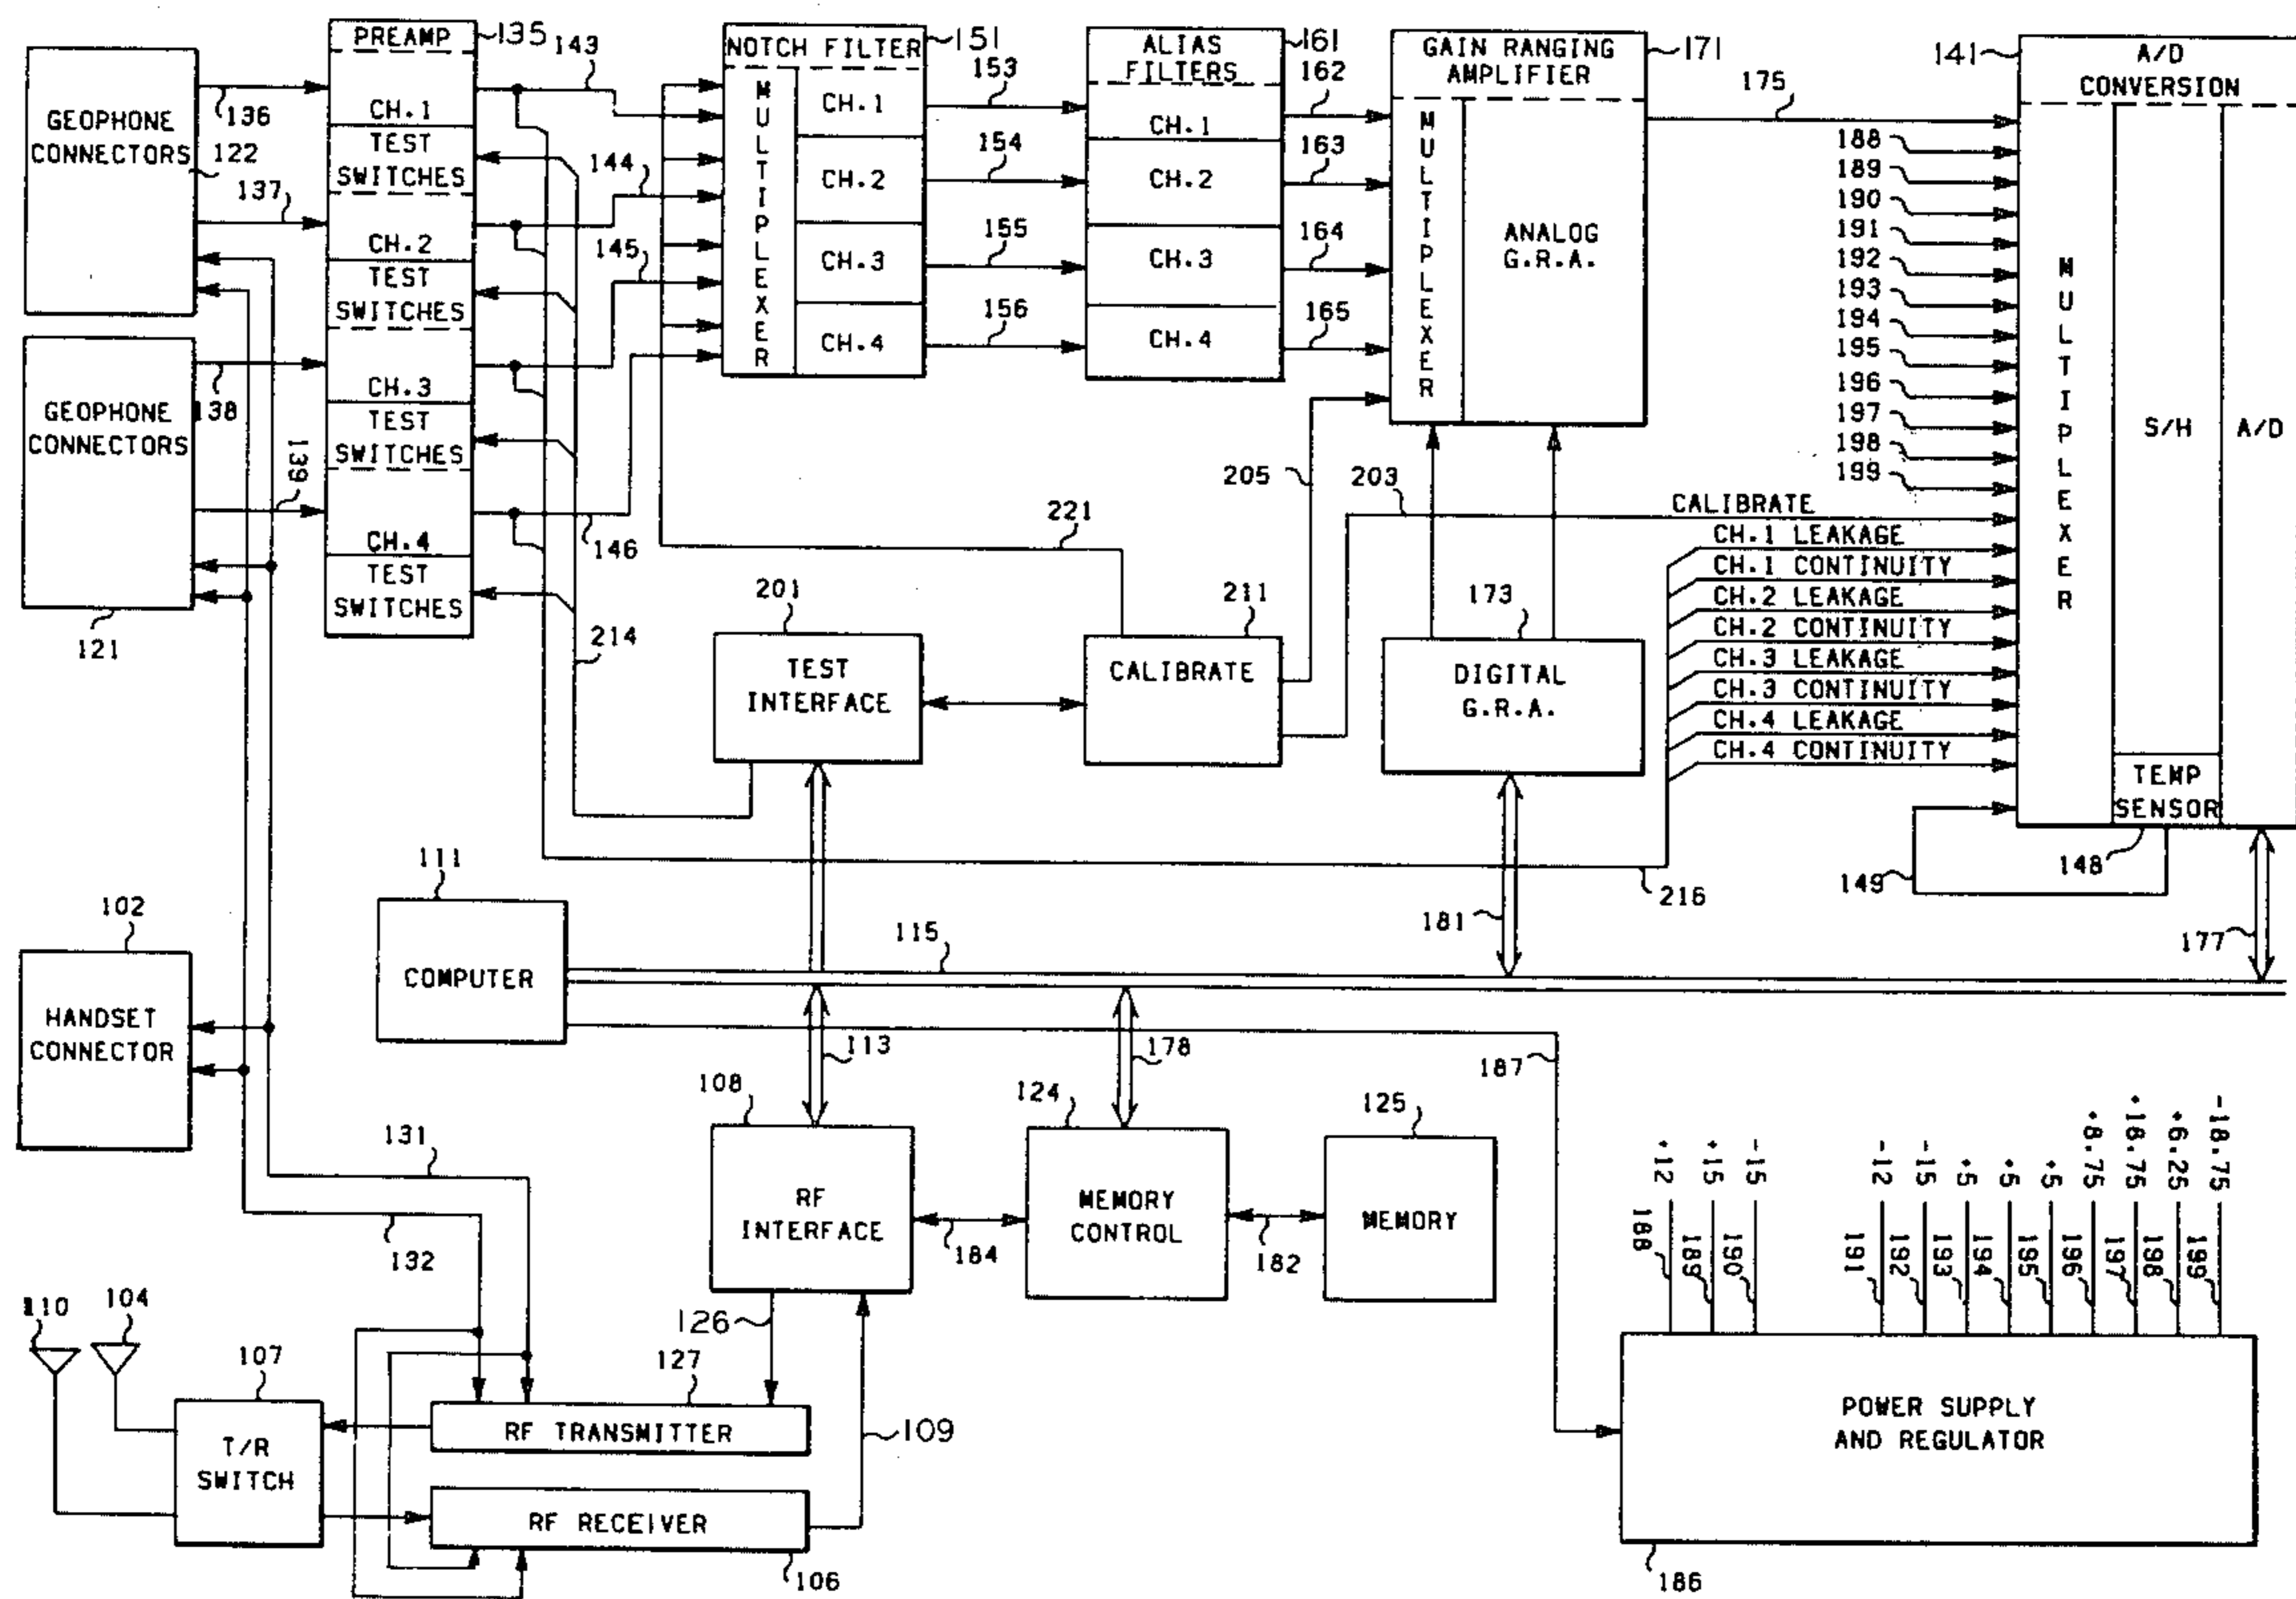 PREAMP
135
143
NOTCH FILTER
151
ALIAS
FILTERS
161
GAIN RANGING
AMPLIFIER
171
141
A/D
CONVERSION
GEOPHONE
CONNECTORS
122
136
137
CH.1
TEST
SWITCHES
CH.2
TEST
SWITCHES
CH.3
TEST
SWITCHES
CH.4
TEST
SWITCHES
144
145
146
MULTIPLEXER
CH.1
CH.2
CH.3
CH.4
153
154
155
156
CH.1
CH.2
CH.3
CH.4
162
163
164
165
MULTIPLEXER
ANALOG
G.R.A.
175
188
189
190
191
192
193
194
195
196
197
198
199
MULTIPLEXER
S/H
A/D
TEMP
SENSOR
GEOPHONE
CONNECTORS
138
139
121
214
221
205
203
CALIBRATE
CH.1 LEAKAGE
CH.1 CONTINUITY
CH.2 LEAKAGE
CH.2 CONTINUITY
CH.3 LEAKAGE
CH.3 CONTINUITY
CH.4 LEAKAGE
CH.4 CONTINUITY
201
TEST
INTERFACE
211
CALIBRATE
173
DIGITAL
G.R.A.
148
149
216
181
177
111
COMPUTER
115
102
HANDSET
CONNECTOR
113
178
187
108
RF
INTERFACE
124
MEMORY
CONTROL
125
MEMORY
184
182
131
132
126
109
110
104
107
T/R
SWITCH
127
RF TRANSMITTER
RF RECEIVER
106
+12
+15
-15
-12
-15
+5
+5
+5
+8.75
+18.75
+6.25
-18.75
188
189
190
191
192
193
194
195
196
197
198
199
POWER SUPPLY
AND REGULATOR
186